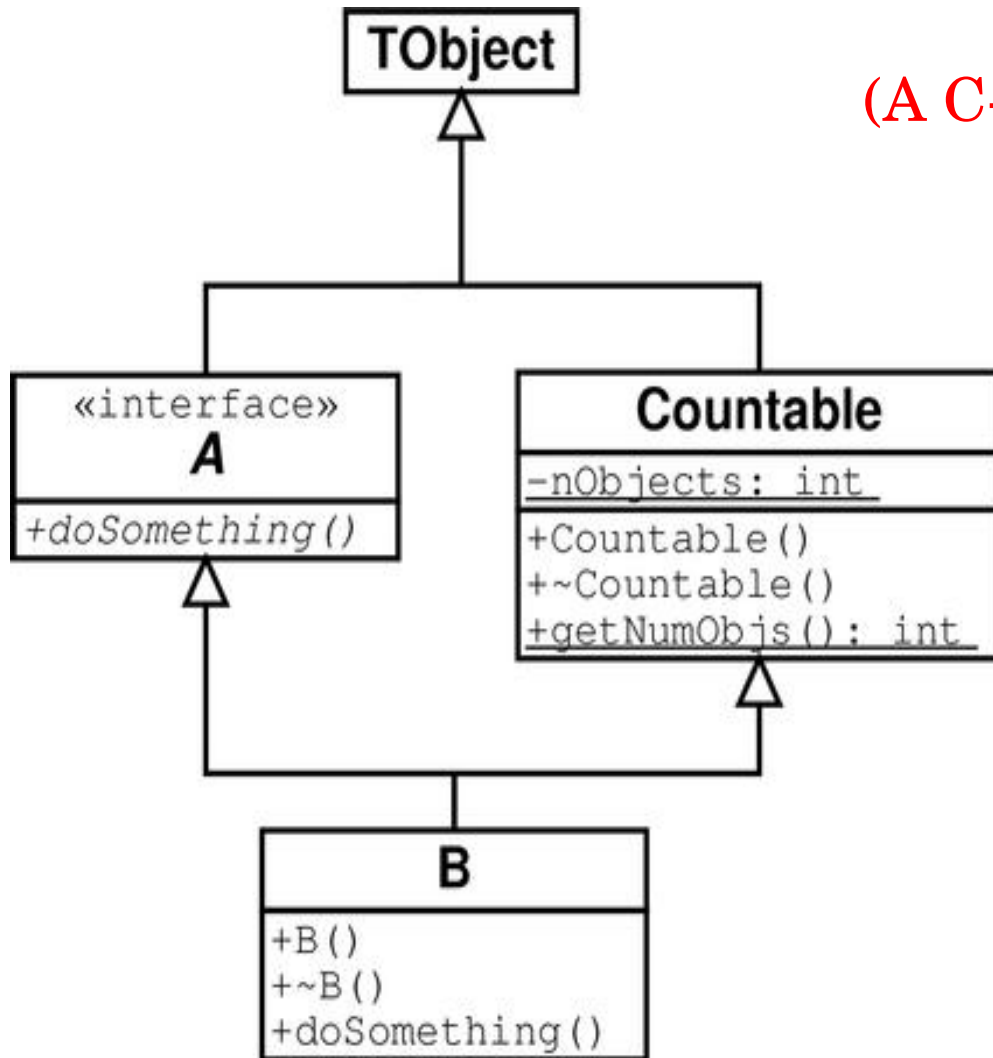 TObject
(A C-
«interface»
A
+doSomething()
Countable
-nObjects: int
+Countable()
+~Countable()
+getNumObjs(): int
B
+B()
+~B()
+doSomething()